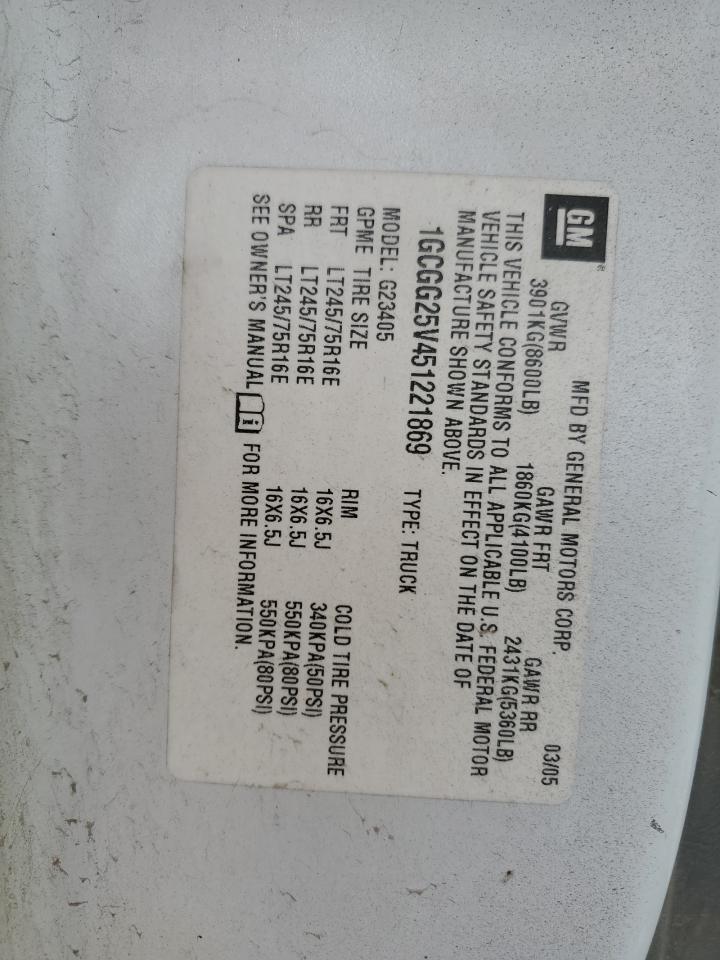 GM
®
MFD BY GENERAL MOTORS CORP. 03/05
GVWR GAWR FRT GAWR RR
3901KG(8600LB) 1860KG(4100LB) 2431KG(5360LB)
THIS VEHICLE CONFORMS TO ALL APPLICABLE U.S. FEDERAL MOTOR
VEHICLE SAFETY STANDARDS IN EFFECT ON THE DATE OF
MANUFACTURE SHOWN ABOVE.
1GCGG25V451221869 TYPE: TRUCK
MODEL: G23405
GPME TIRE SIZE RIM COLD TIRE PRESSURE
FRT LT245/75R16E 16X6.5J 340KPA(50PSI)
RR LT245/75R16E 16X6.5J 550KPA(80PSI)
SPA LT245/75R16E 16X6.5J 550KPA(80PSI)
SEE OWNER'S MANUAL FOR MORE INFORMATION.